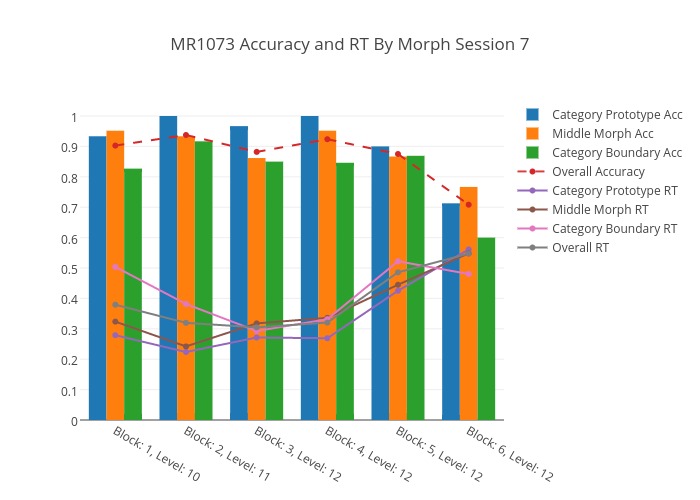 MR1073 Accuracy and RT By Morph Session 7
1
0.9
0.8
0.7
0.6
0.5
0.4
0.3
0.2
0.1
0
Block: 1, Level: 10
Block: 2, Level: 11
Block: 3, Level: 12
Block: 4, Level: 12
Block: 5, Level: 12
Block: 6, Level: 12
Category Prototype Acc
Middle Morph Acc
Category Boundary Acc
Overall Accuracy
Category Prototype RT
Middle Morph RT
Category Boundary RT
Overall RT